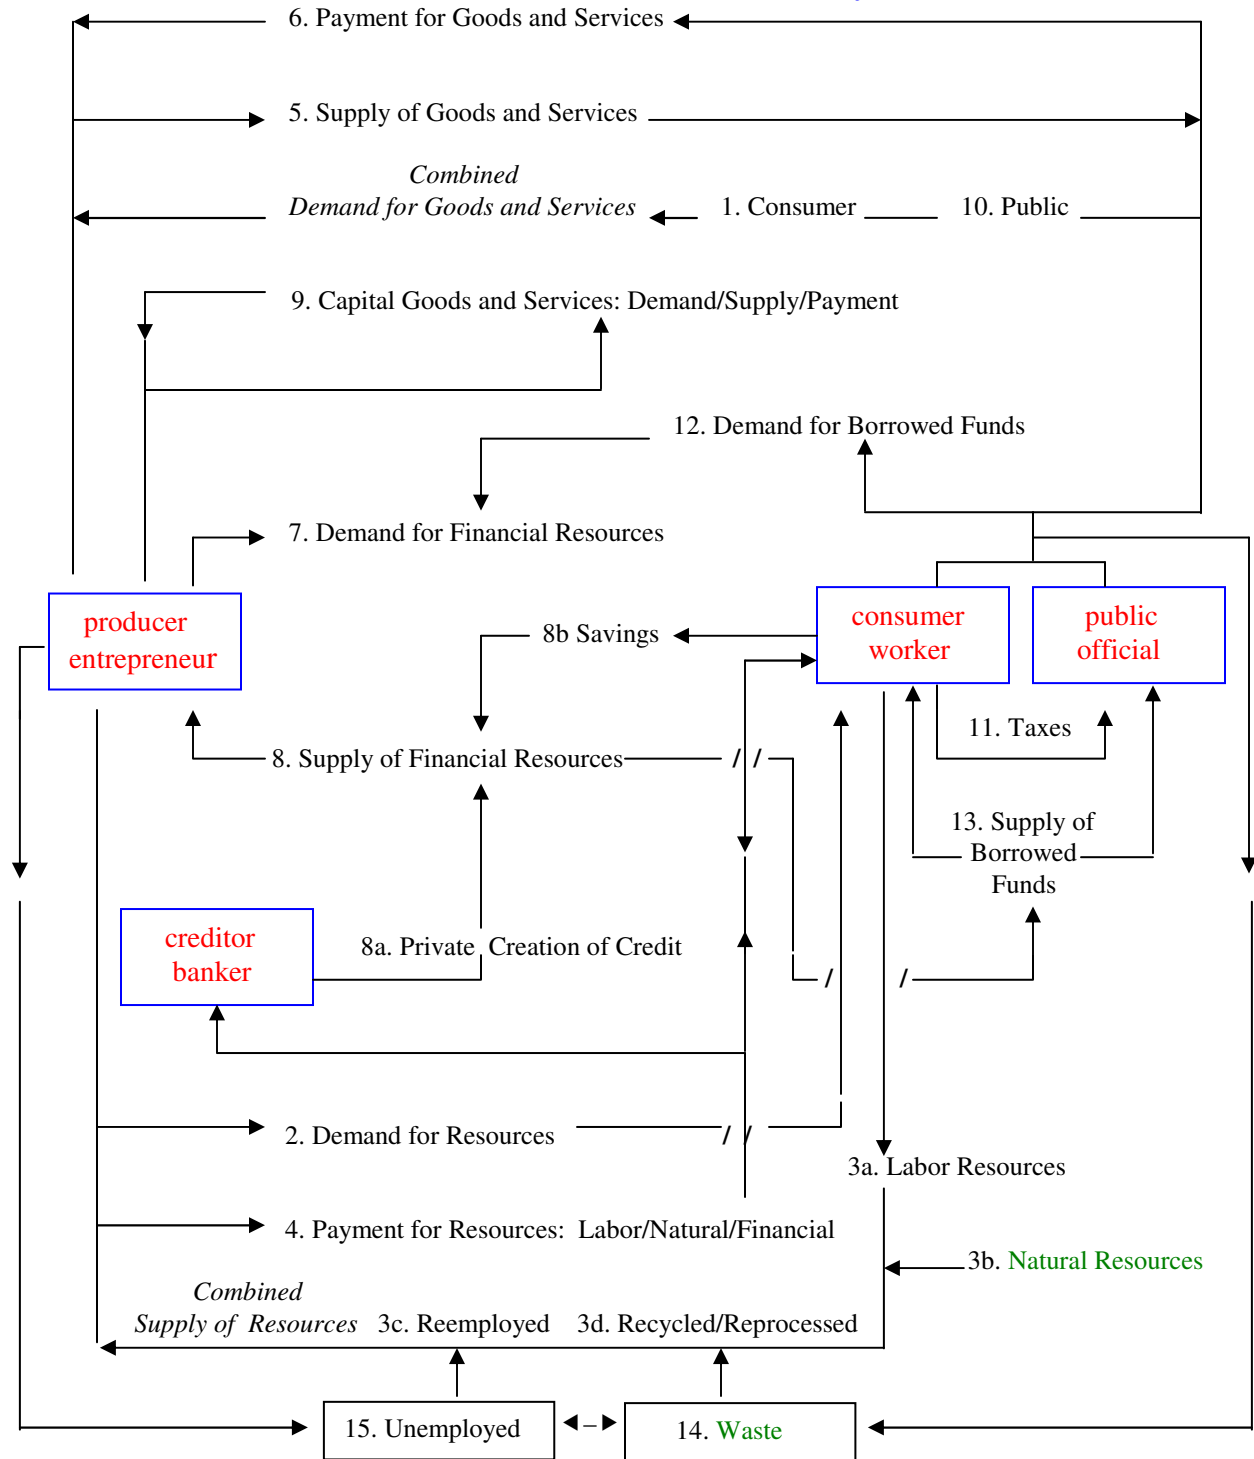 6. Payment for Goods and Services
5. Supply of Goods and Services
Combined
Demand for Goods and Services
1. Consumer
10. Public
9. Capital Goods and Services: Demand/Supply/Payment
12. Demand for Borrowed Funds
7. Demand for Financial Resources
producer
entrepreneur
8b Savings
consumer
worker
public
official
11. Taxes
8. Supply of Financial Resources
13. Supply of
Borrowed
Funds
creditor
banker
8a. Private Creation of Credit
2. Demand for Resources
3a. Labor Resources
4. Payment for Resources: Labor/Natural/Financial
3b. Natural Resources
Combined
Supply of Resources
3c. Reemployed
3d. Recycled/Reprocessed
15. Unemployed
14. Waste